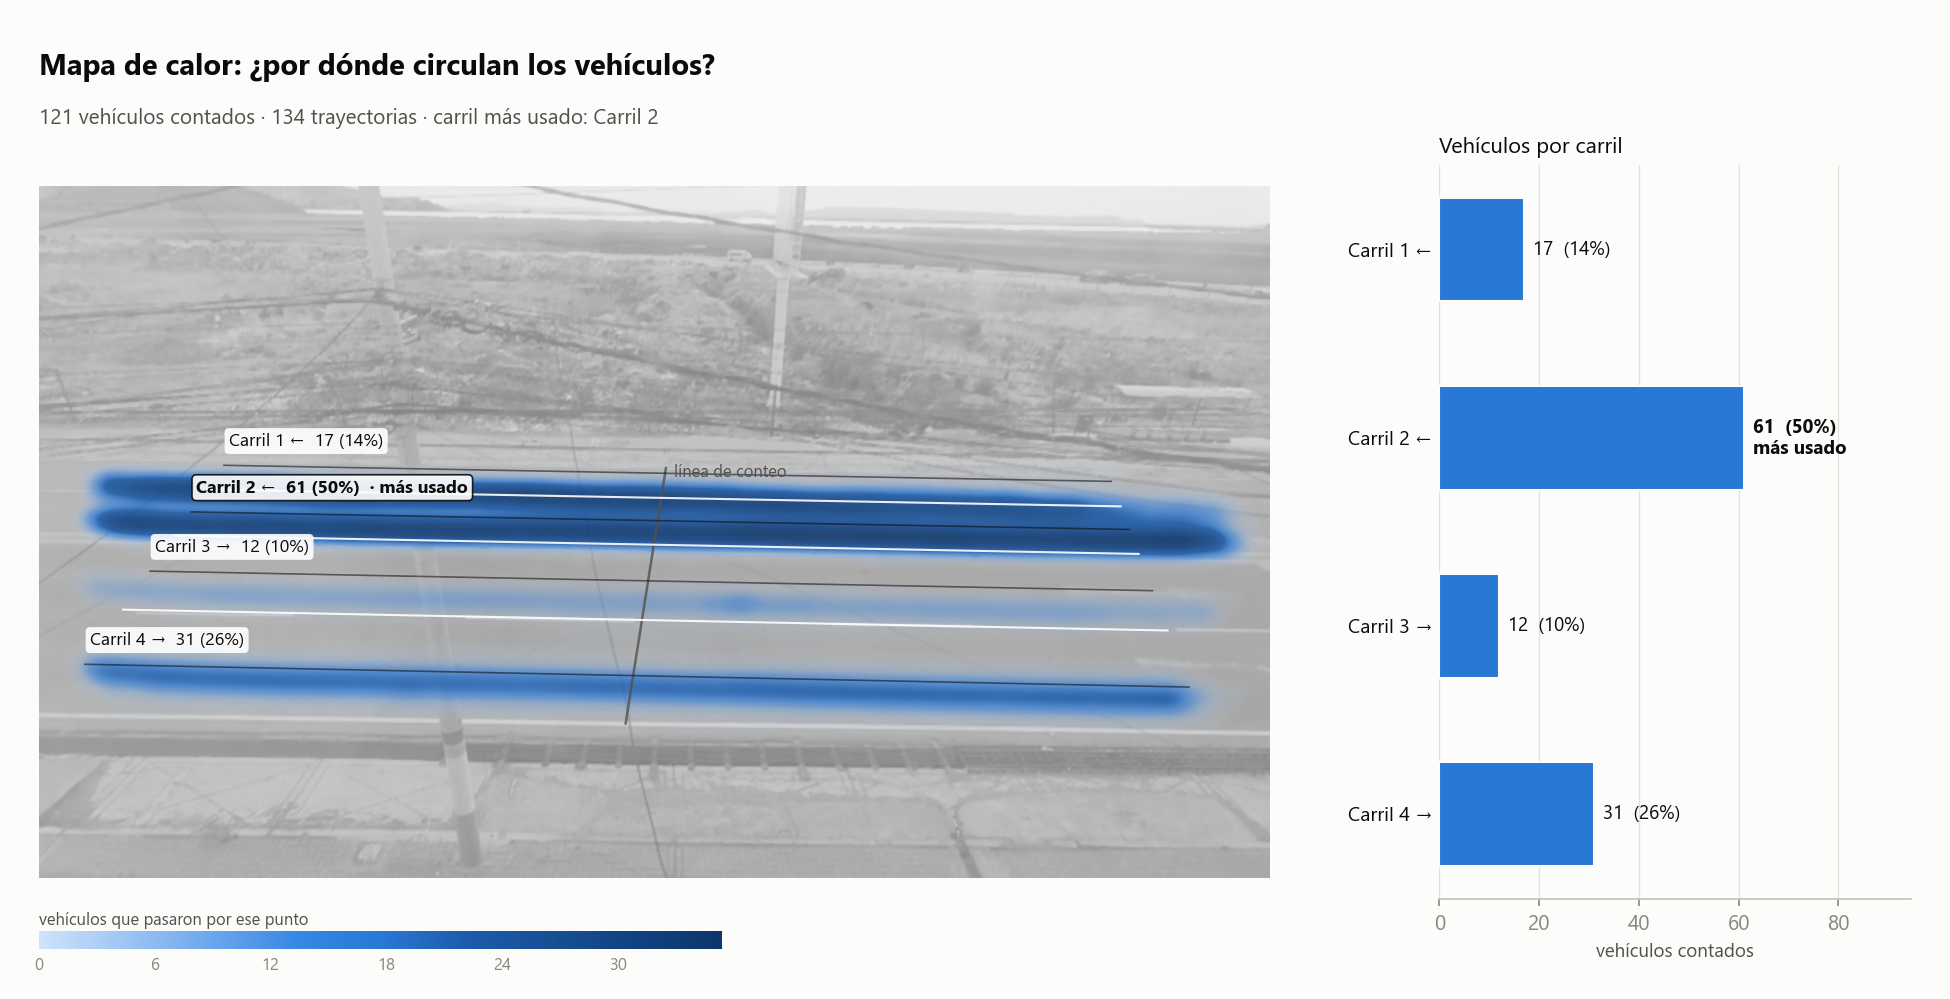 Mapa de calor: ¿por dónde circulan los vehículos?
121 vehículos contados · 134 trayectorias · carril más usado: Carril 2
Carril 1 ← 17 (14%)
línea de conteo
Carril 2 ← 61 (50%) · más usado
Carril 3 → 12 (10%)
Carril 4 → 31 (26%)
vehículos que pasaron por ese punto
0 6 12 18 24 30
Vehículos por carril
Carril 1 ← 17 (14%)
Carril 2 ← 61 (50%)
más usado
Carril 3 → 12 (10%)
Carril 4 → 31 (26%)
0 20 40 60 80
vehículos contados